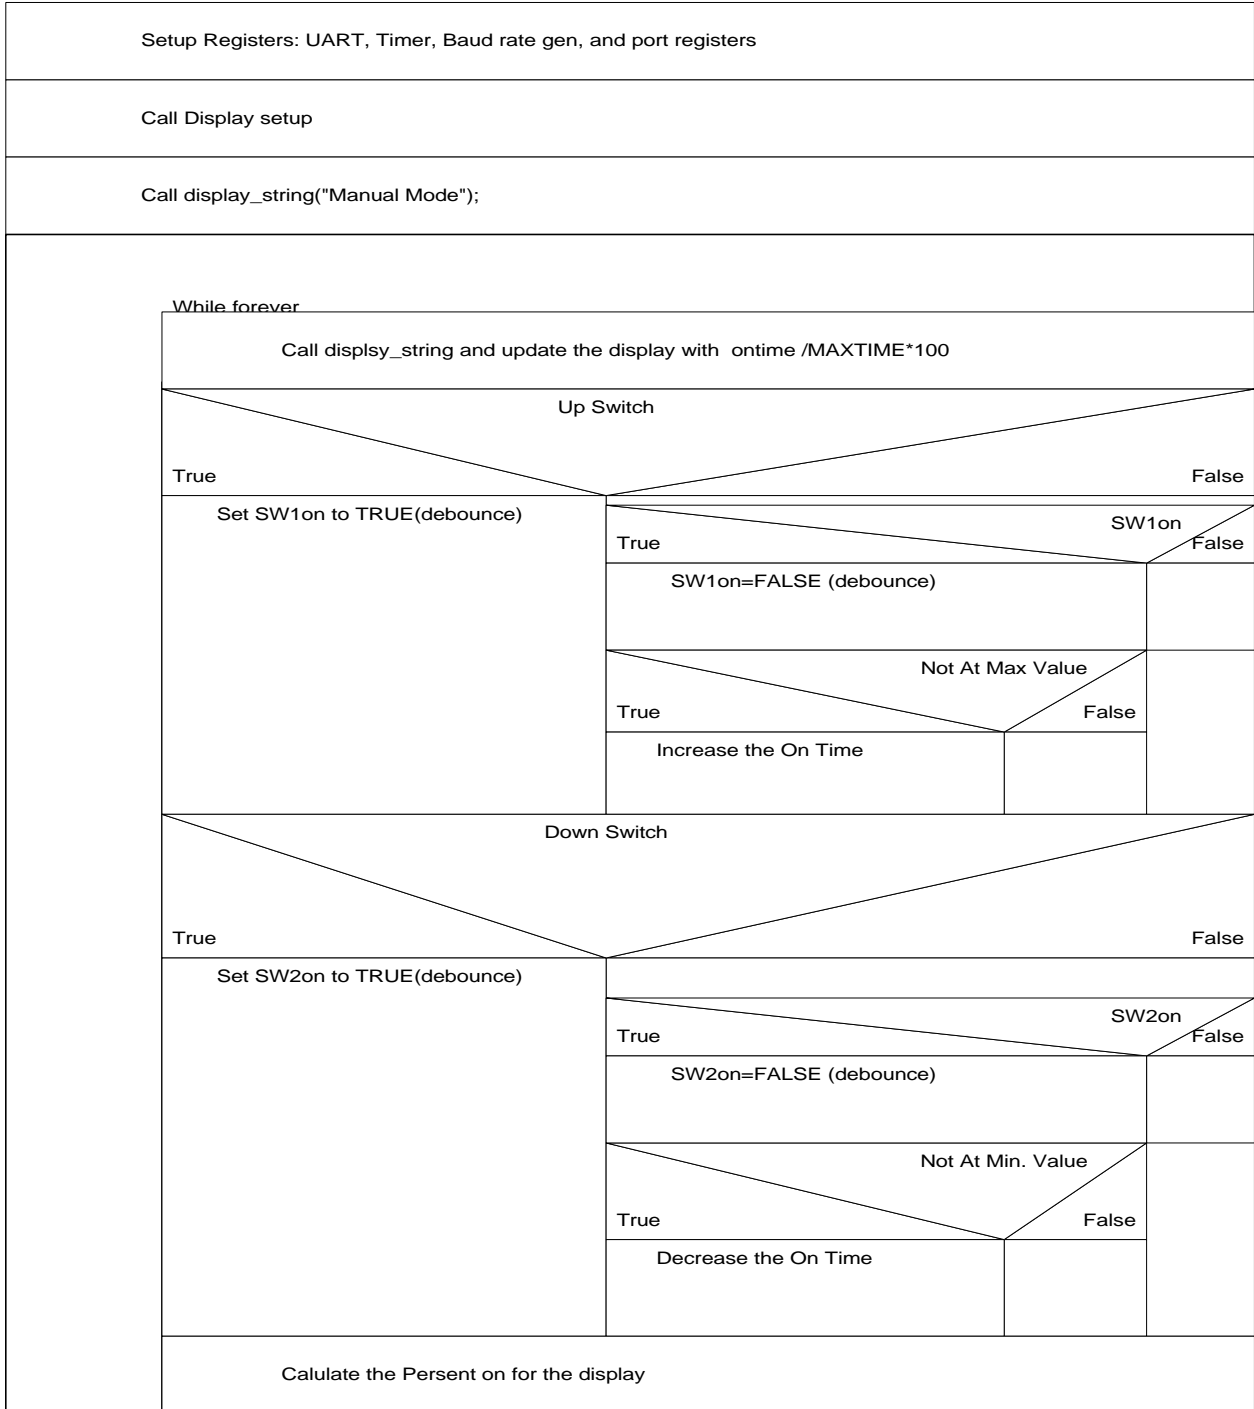 Setup Registers: UART, Timer, Baud rate gen, and port registers
Call Display setup
Call display_string("Manual Mode");
While forever
Call displsy_string and update the display with ontime /MAXTIME*100
Up Switch
True
False
Set SW1on to TRUE(debounce)
SW1on
True
False
SW1on=FALSE (debounce)
Not At Max Value
True
False
Increase the On Time
Down Switch
True
False
Set SW2on to TRUE(debounce)
SW2on
True
False
SW2on=FALSE (debounce)
Not At Min. Value
True
False
Decrease the On Time
Calulate the Persent on for the display